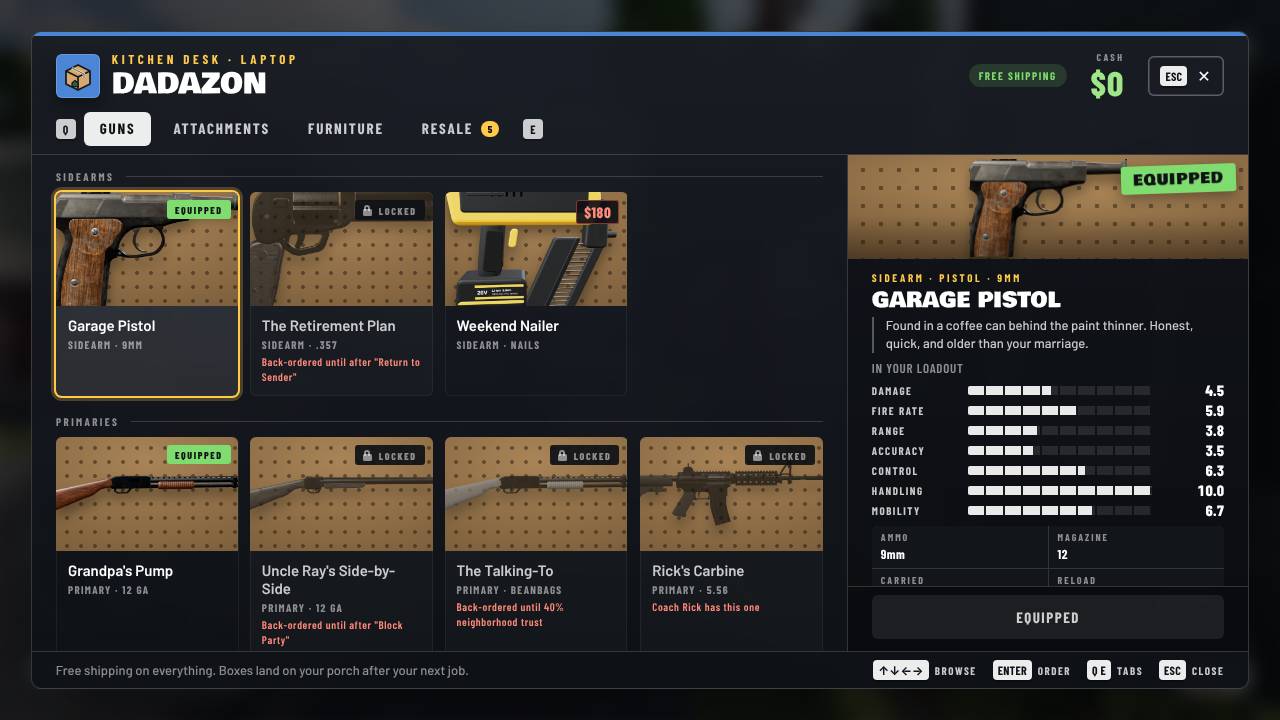 KITCHEN DESK · LAPTOP
DADAZON
FREE SHIPPING
CASH
$0
ESC ✕
Q
GUNS
ATTACHMENTS
FURNITURE
RESALE 5
E
SIDEARMS
EQUIPPED
Garage Pistol
SIDEARM · 9MM
LOCKED
The Retirement Plan
SIDEARM · .357
Back-ordered until after "Return to
Sender"
$180
20V
Weekend Nailer
SIDEARM · NAILS
PRIMARIES
EQUIPPED
Grandpa's Pump
PRIMARY · 12 GA
LOCKED
Uncle Ray's Side-by-
Side
PRIMARY · 12 GA
Back-ordered until after "Block
Party"
LOCKED
The Talking-To
PRIMARY · BEANBAGS
Back-ordered until 40%
neighborhood trust
LOCKED
Rick's Carbine
PRIMARY · 5.56
Coach Rick has this one
EQUIPPED
SIDEARM · PISTOL · 9MM
GARAGE PISTOL
Found in a coffee can behind the paint thinner. Honest,
quick, and older than your marriage.
IN YOUR LOADOUT
DAMAGE 4.5
FIRE RATE 5.9
RANGE 3.8
ACCURACY 3.5
CONTROL 6.3
HANDLING 10.0
MOBILITY 6.7
AMMO
9mm
MAGAZINE
12
CARRIED
RELOAD
EQUIPPED
Free shipping on everything. Boxes land on your porch after your next job.
↑↓←→ BROWSE
ENTER ORDER
Q E TABS
ESC CLOSE